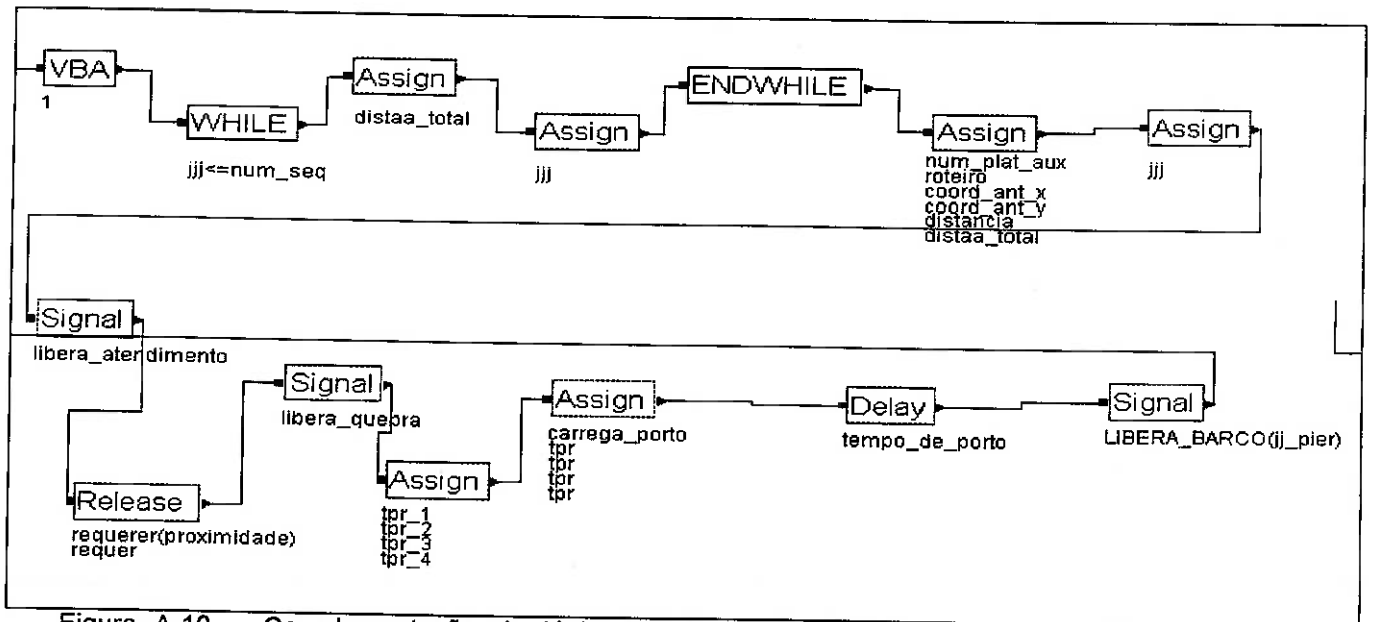 VBA
1
WHILE
jjj<=num_seq
Assign
distaa_total
Assign
jjj
ENDWHILE
Assign
num_plat_aux
roteiro
coord_ant_x
coord_ant_y
distancia
distaa_total
Assign
jjj
Signal
libera_atendimento
Release
requerer(proximidade)
requer
Signal
libera_quebra
Assign
tpr_1
tpr_2
tpr_3
tpr_4
Assign
carrega_porto
tpr
tpr
tpr
tpr
Delay
tempo_de_porto
Signal
LIBERA_BARCO(jj_pier)
Figura A.10